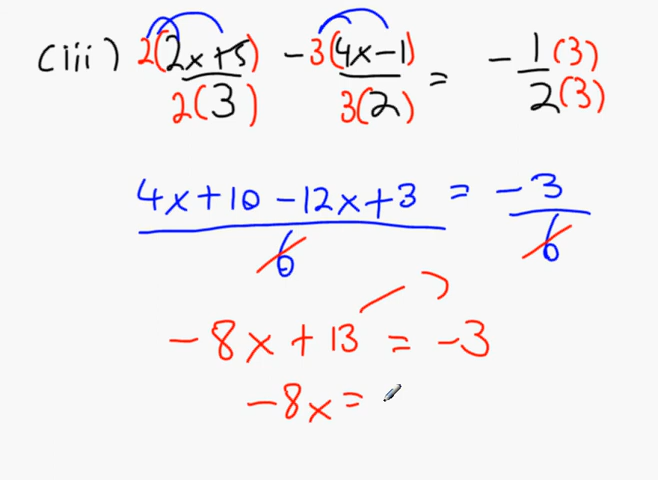 (iii) 2(2x+5)/2(3) - 3(4x-1)/3(2) = - 1(3)/2(3)
4x+10-12x+3/6 = -3/6
-8x+13 = -3
-8x =